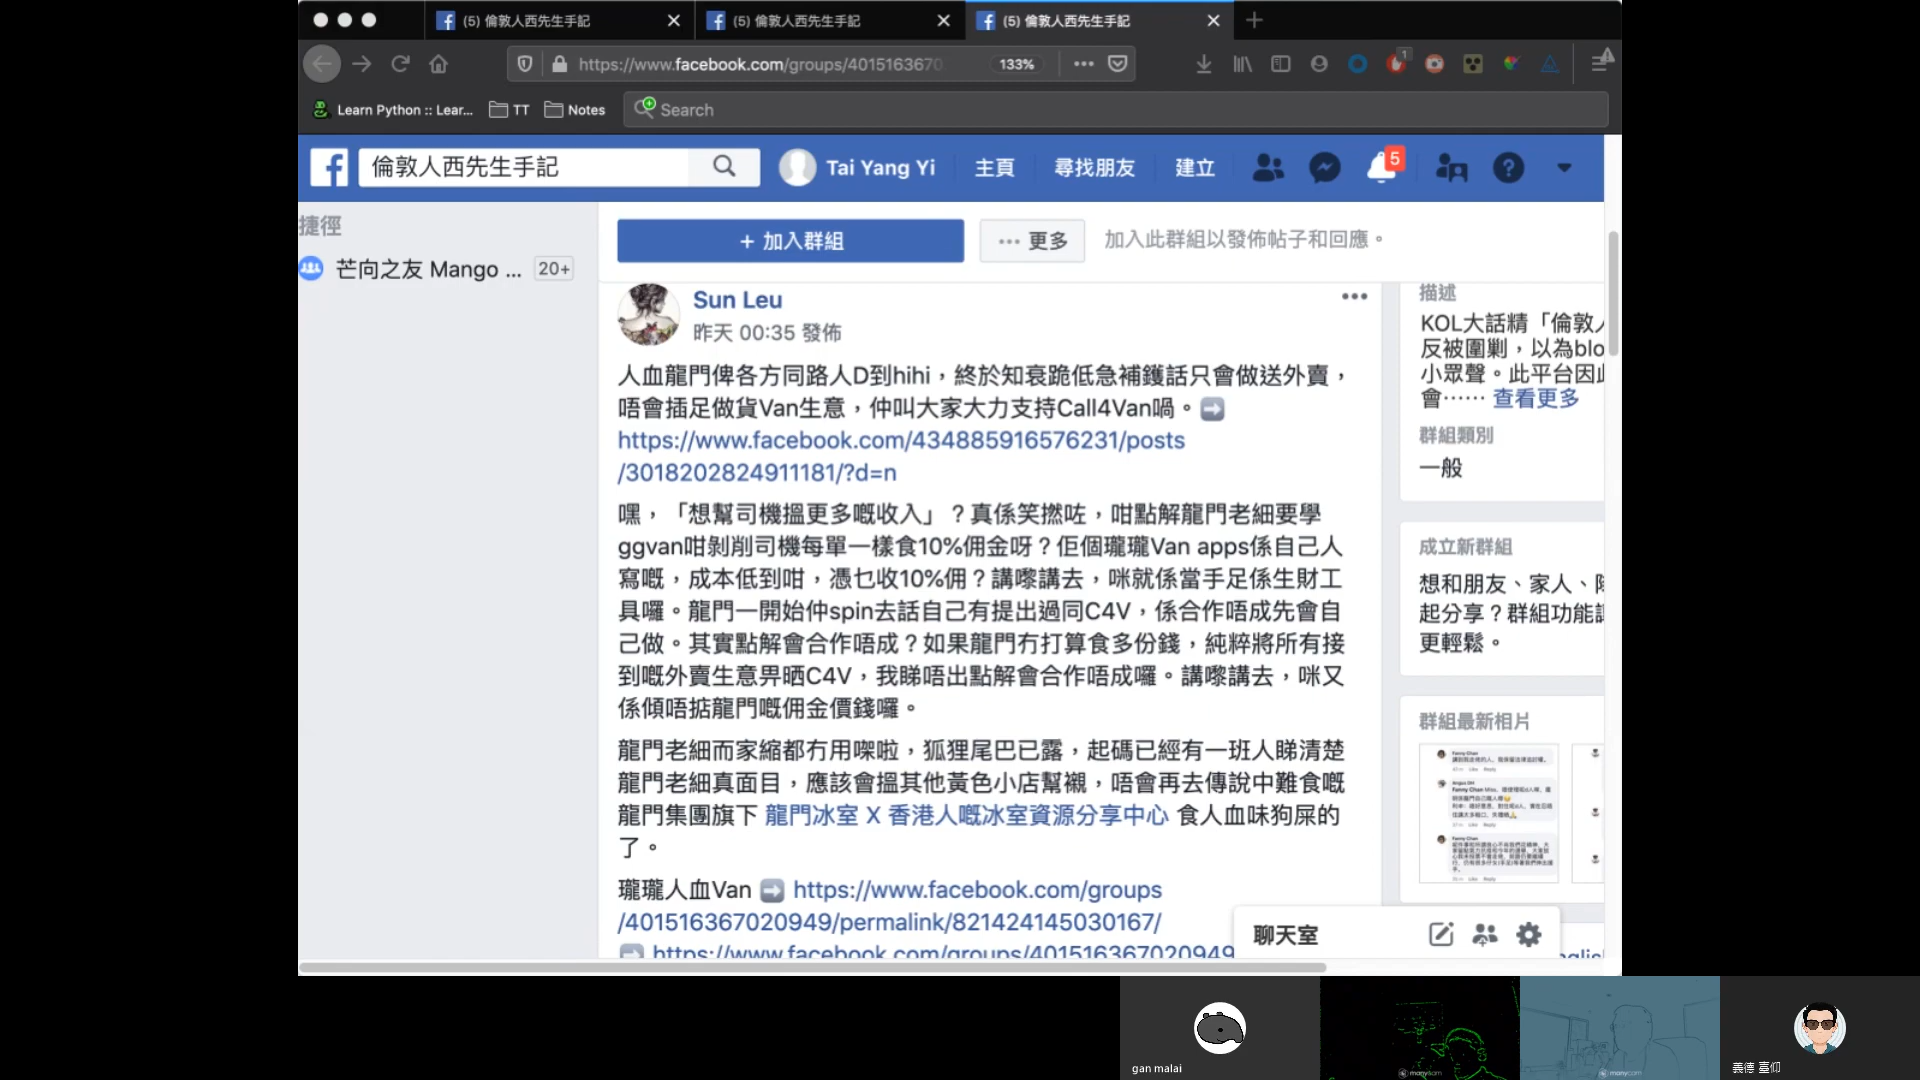 (5) 倫敦人西先生手記
(5) 倫敦人西先生手記
(5) 倫敦人西先生手記
https://www.facebook.com/groups/4015163670
133%
1
Learn Python :: Lear...
TT
Notes
Search
倫敦人西先生手記
Tai Yang Yi
主頁
尋找朋友
建立
5
捷徑
芒向之友 Mango ...
20+
+ 加入群組
更多
加入此群組以發佈帖子和回應。
Sun Leu
昨天 00:35 發佈
人血龍門俾各方同路人D到hihi，終於知衰跪低急補鑊話只會做送外賣，
唔會插足做貨Van生意，仲叫大家大力支持Call4Van喎。➡
https://www.facebook.com/434885916576231/posts
/3018202824911181/?d=n
嘿，「想幫司機搵更多嘅收入」？真係笑撚咗，咁點解龍門老細要學
ggvan咁剝削司機每單一樣食10%佣金呀？佢個瓏瓏Van apps係自己人
寫嘅，成本低到咁，憑乜收10%佣？講嚟講去，咪就係當手足係生財工
具囉。龍門一開始仲spin去話自己有提出過同C4V，係合作唔成先會自
己做。其實點解會合作唔成？如果龍門冇打算食多份錢，純粹將所有接
到嘅外賣生意畀晒C4V，我睇唔出點解會合作唔成囉。講嚟講去，咪又
係傾唔掂龍門嘅佣金價錢囉。
龍門老細而家縮都冇用㗎啦，狐狸尾巴已露，起碼已經有一班人睇清楚
龍門老細真面目，應該會搵其他黃色小店幫襯，唔會再去傳說中難食嘅
龍門集團旗下 龍門冰室 X 香港人嘅冰室資源分享中心 食人血味狗屎的
了。
瓏瓏人血Van ➡ https://www.facebook.com/groups
/401516367020949/permalink/821424145030167/
➡ https://www.facebook.com/groups/401516367020949
描述
KOL大話精「倫敦人
反被圍剿，以為blo
小眾聲。此平台因此
會⋯⋯ 查看更多
群組類別
一般
成立新群組
想和朋友、家人、隊
起分享？群組功能讓
更輕鬆。
群組最新相片
聊天室
gan malai
manycam
manycam
義德 臺仰